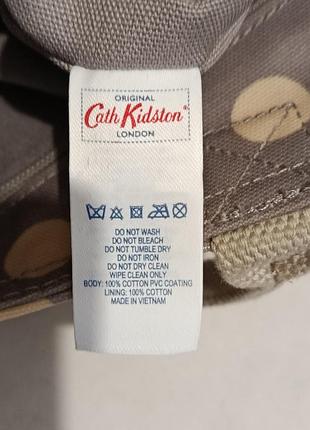 ORIGINAL
Cath Kidston
LONDON
DO NOT WASH
DO NOT BLEACH
DO NOT TUMBLE DRY
DO NOT IRON
DO NOT DRY CLEAN
WIPE CLEAN ONLY
BODY: 100% COTTON PVC COATING
LINING: 100% COTTON
MADE IN VIETNAM